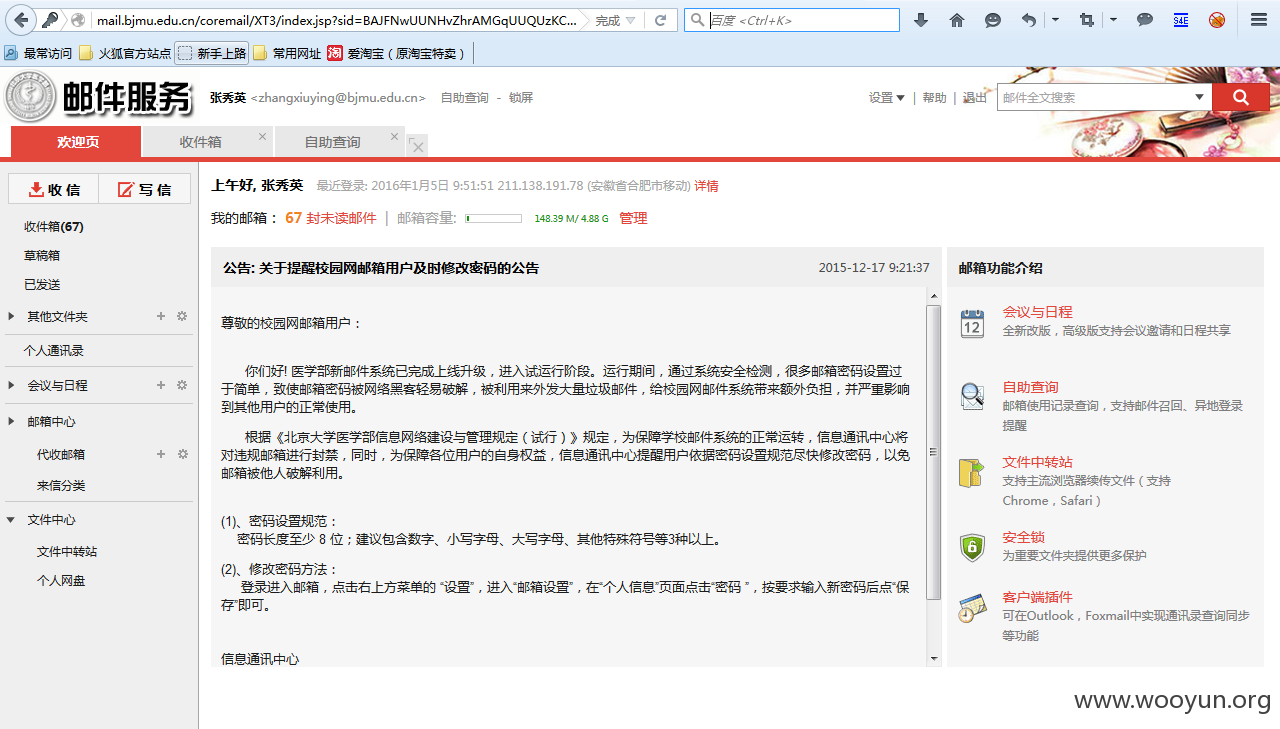 mail.bjmu.edu.cn/coremail/XT3/index.jsp?sid=BAJFNwUUNHvZhrAMGqUUQUzKC... 完成 百度 <Ctrl+K> S4E
最常访问 火狐官方站点 新手上路 常用网址 淘 爱淘宝（原淘宝特卖）
邮件服务 张秀英 <zhangxiuying@bjmu.edu.cn> 自助查询 - 锁屏 设置 | 帮助 | 退出 邮件全文搜索
欢迎页 收件箱 自助查询
收信 写信
收件箱(67)
草稿箱
已发送
其他文件夹
个人通讯录
会议与日程
邮箱中心
代收邮箱
来信分类
文件中心
文件中转站
个人网盘
上午好, 张秀英 最近登录: 2016年1月5日 9:51:51 211.138.191.78 (安徽省合肥市移动) 详情
我的邮箱： 67 封未读邮件 | 邮箱容量: 148.39 M/ 4.88 G 管理
公告: 关于提醒校园网邮箱用户及时修改密码的公告 2015-12-17 9:21:37
尊敬的校园网邮箱用户：
你们好! 医学部新邮件系统已完成上线升级，进入试运行阶段。运行期间，通过系统安全检测，很多邮箱密码设置过
于简单，致使邮箱密码被网络黑客轻易破解，被利用来外发大量垃圾邮件，给校园网邮件系统带来额外负担，并严重影响
到其他用户的正常使用。
根据《北京大学医学部信息网络建设与管理规定（试行）》规定，为保障学校邮件系统的正常运转，信息通讯中心将
对违规邮箱进行封禁，同时，为保障各位用户的自身权益，信息通讯中心提醒用户依据密码设置规范尽快修改密码，以免
邮箱被他人破解利用。
(1)、密码设置规范：
密码长度至少 8 位；建议包含数字、小写字母、大写字母、其他特殊符号等3种以上。
(2)、修改密码方法：
登录进入邮箱，点击右上方菜单的 “设置”，进入“邮箱设置”，在“个人信息”页面点击“密码 ”，按要求输入新密码后点“保
存”即可。
信息通讯中心
邮箱功能介绍
12
会议与日程
全新改版，高级版支持会议邀请和日程共享
自助查询
邮箱使用记录查询，支持邮件召回、异地登录
提醒
文件中转站
支持主流浏览器续传文件（支持
Chrome，Safari ）
安全锁
为重要文件夹提供更多保护
客户端插件
可在Outlook，Foxmail中实现通讯录查询同步
等功能
www.wooyun.org